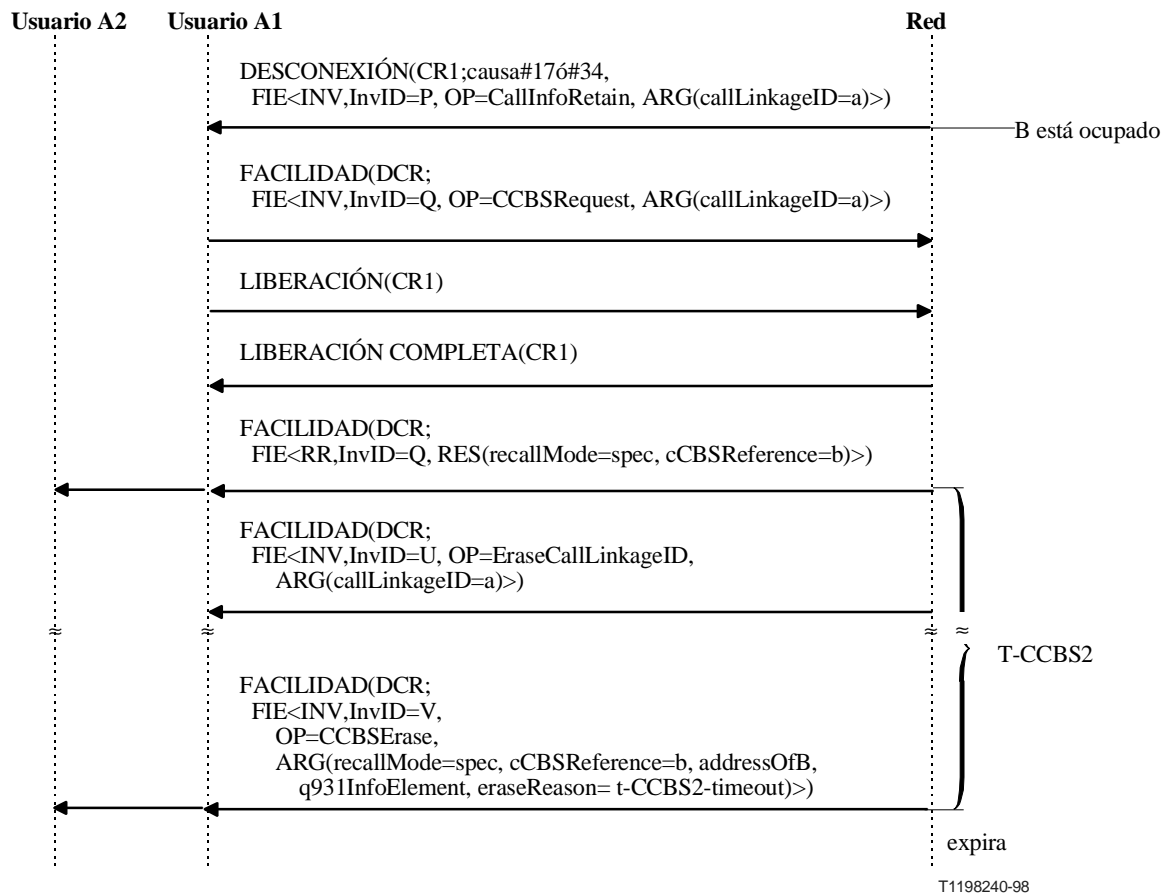 Usuario A2 Usuario A1 Red
DESCONEXIÓN(CR1;causa#17ó#34,
FIE<INV,InvID=P, OP=CallInfoRetain, ARG(callLinkageID=a)>)
B está ocupado
FACILIDAD(DCR;
FIE<INV,InvID=Q, OP=CCBSRequest, ARG(callLinkageID=a)>)
LIBERACIÓN(CR1)
LIBERACIÓN COMPLETA(CR1)
FACILIDAD(DCR;
FIE<RR,InvID=Q, RES(recallMode=spec, cCBSReference=b)>)
FACILIDAD(DCR;
FIE<INV,InvID=U, OP=EraseCallLinkageID,
ARG(callLinkageID=a)>)
≈ ≈ ≈ ≈
T-CCBS2
FACILIDAD(DCR;
FIE<INV,InvID=V,
OP=CCBSErase,
ARG(recallMode=spec, cCBSReference=b, addressOfB,
q931InfoElement, eraseReason= t-CCBS2-timeout)>)
expira
T1198240-98